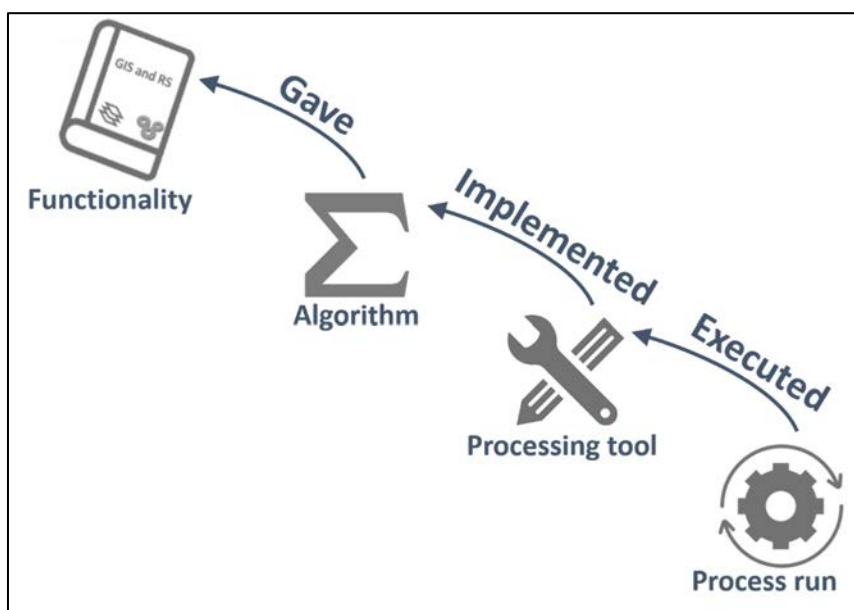 GIS and RS
Gave
Functionality
Implemented
Algorithm
Executed
Processing tool
Process run